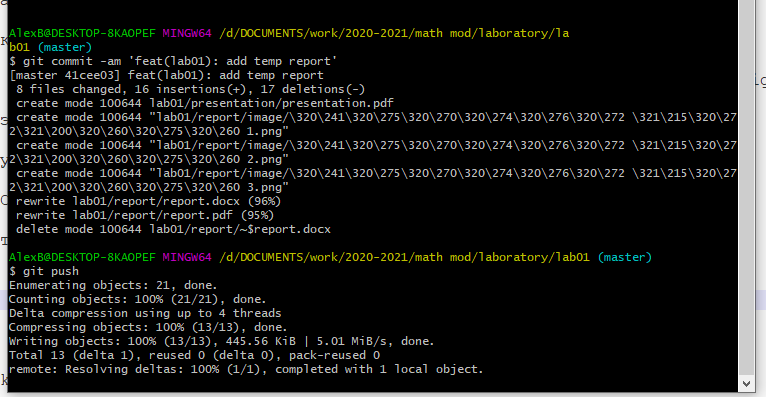 AlexB@DESKTOP-8KAOPEF MINGW64 /d/DOCUMENTS/work/2020-2021/math mod/laboratory/la
b01 (master)
$ git commit -am 'feat(lab01): add temp report'
[master 41cee03] feat(lab01): add temp report
 8 files changed, 16 insertions(+), 17 deletions(-)
 create mode 100644 lab01/presentation/presentation.pdf
 create mode 100644 "lab01/report/image/\320\241\320\275\320\270\320\274\320\276\320\272 \321\215\320\27
2\321\200\320\260\320\275\320\260 1.png"
 create mode 100644 "lab01/report/image/\320\241\320\275\320\270\320\274\320\276\320\272 \321\215\320\27
2\321\200\320\260\320\275\320\260 2.png"
 create mode 100644 "lab01/report/image/\320\241\320\275\320\270\320\274\320\276\320\272 \321\215\320\27
2\321\200\320\260\320\275\320\260 3.png"
 rewrite lab01/report/report.docx (96%)
 rewrite lab01/report/report.pdf (95%)
 delete mode 100644 lab01/report/~$report.docx
AlexB@DESKTOP-8KAOPEF MINGW64 /d/DOCUMENTS/work/2020-2021/math mod/laboratory/lab01 (master)
$ git push
Enumerating objects: 21, done.
Counting objects: 100% (21/21), done.
Delta compression using up to 4 threads
Compressing objects: 100% (13/13), done.
Writing objects: 100% (13/13), 445.56 KiB | 5.01 MiB/s, done.
Total 13 (delta 1), reused 0 (delta 0), pack-reused 0
remote: Resolving deltas: 100% (1/1), completed with 1 local object.